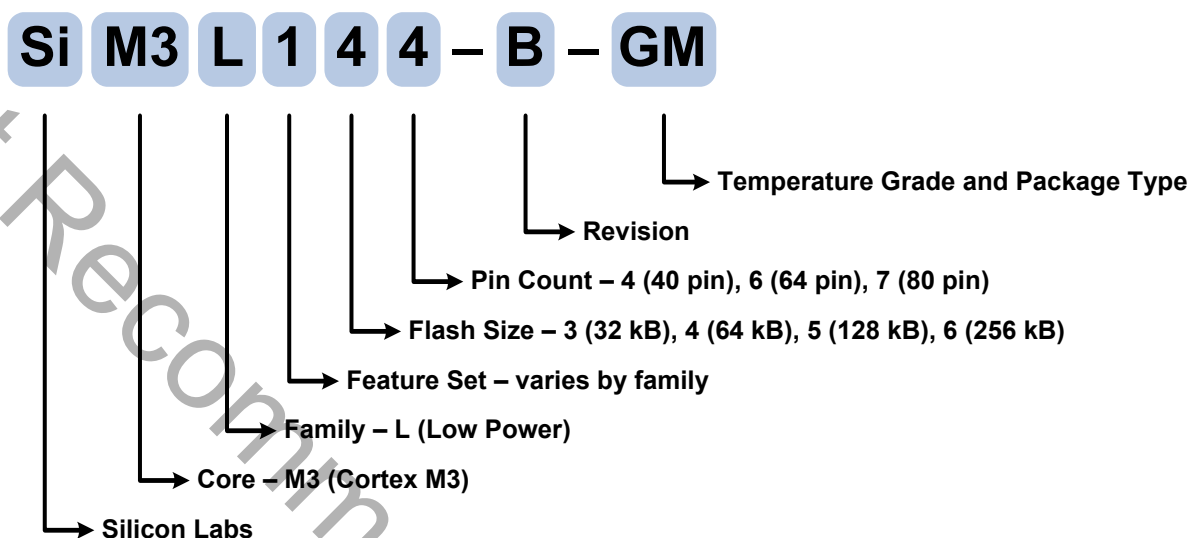 Si M3 L 1 4 4 – B – GM
Temperature Grade and Package Type
Revision
Pin Count – 4 (40 pin), 6 (64 pin), 7 (80 pin)
Flash Size – 3 (32 kB), 4 (64 kB), 5 (128 kB), 6 (256 kB)
Feature Set – varies by family
Family – L (Low Power)
Core – M3 (Cortex M3)
Silicon Labs